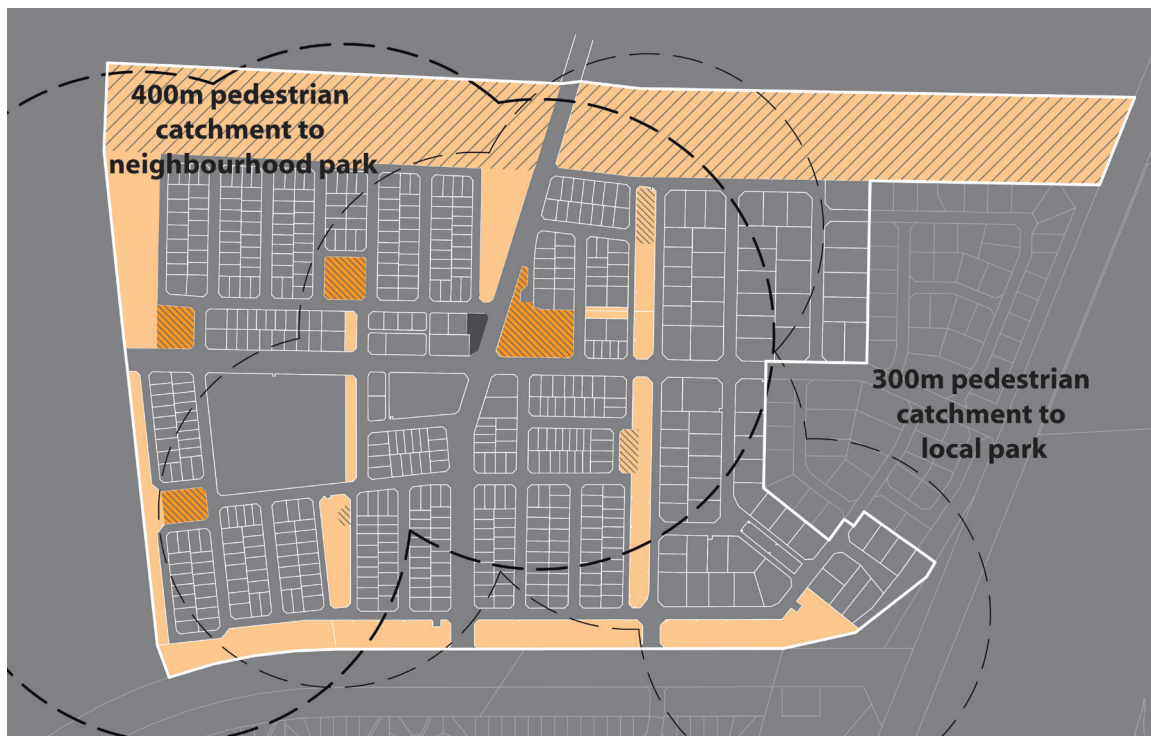 400m pedestrian
catchment to
neighbourhood park
300m pedestrian
catchment to
local park